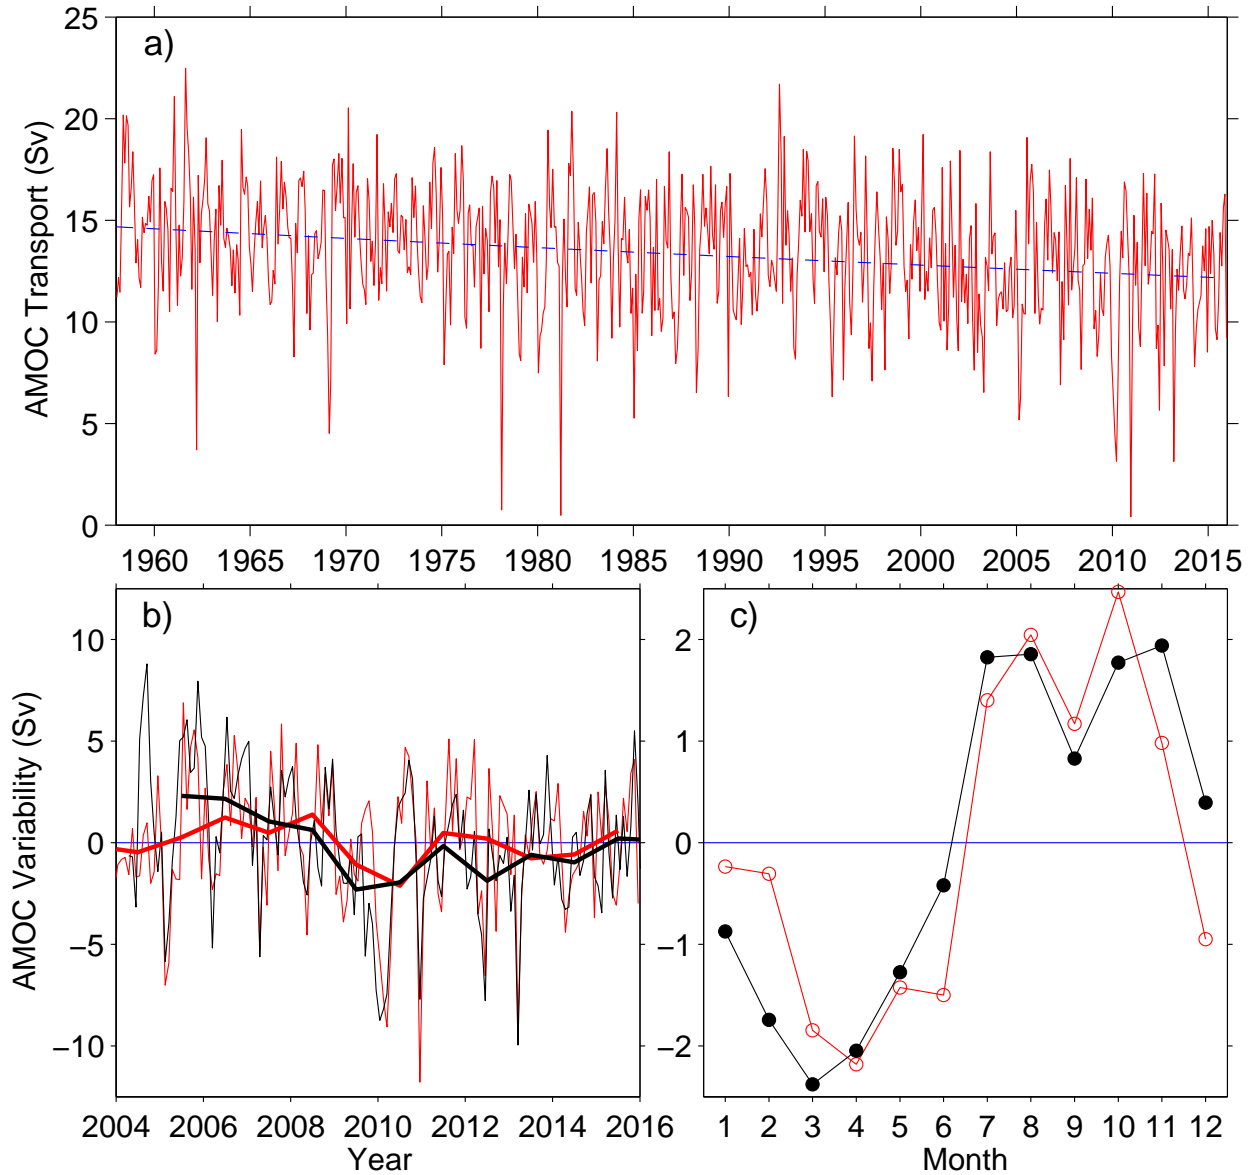 a)
AMOC Transport (Sv)
25
20
15
10
5
0
1960 1965 1970 1975 1980 1985 1990 1995 2000 2005 2010 2015
b)
AMOC Variability (Sv)
10
5
0
−5
−10
2004 2006 2008 2010 2012 2014 2016
Year
c)
2
1
0
−1
−2
1 2 3 4 5 6 7 8 9 10 11 12
Month